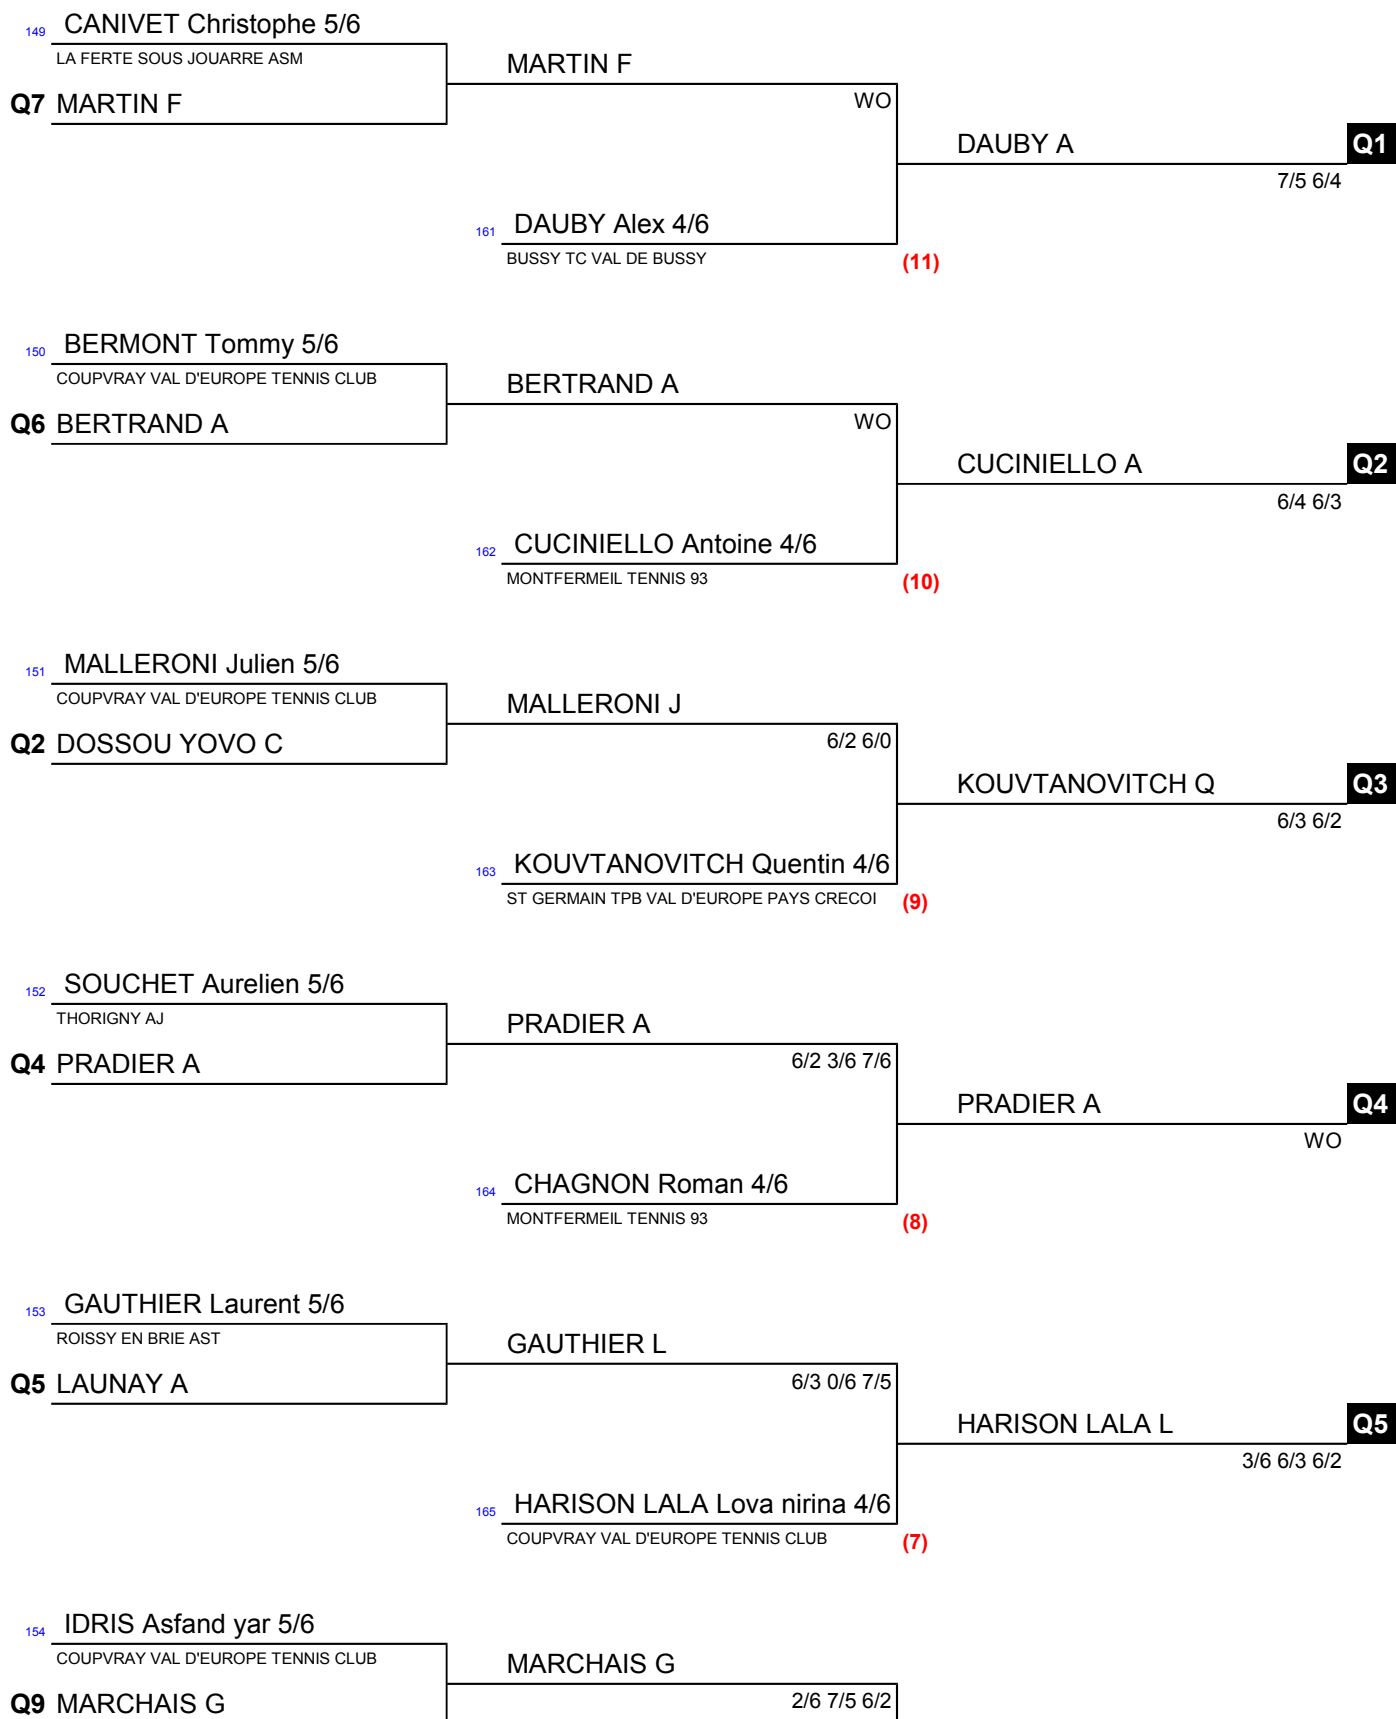 149 CANIVET Christophe 5/6
LA FERTE SOUS JOUARRE ASM
MARTIN F
Q7 MARTIN F
WO
DAUBY A Q1
7/5 6/4
161 DAUBY Alex 4/6
BUSSY TC VAL DE BUSSY
(11)
150 BERMONT Tommy 5/6
COUPVRAY VAL D'EUROPE TENNIS CLUB
BERTRAND A
Q6 BERTRAND A
WO
CUCINIELLO A Q2
6/4 6/3
162 CUCINIELLO Antoine 4/6
MONTFERMEIL TENNIS 93
(10)
151 MALLERONI Julien 5/6
COUPVRAY VAL D'EUROPE TENNIS CLUB
MALLERONI J
Q2 DOSSOU YOVO C
6/2 6/0
KOUVTANOVITCH Q Q3
6/3 6/2
163 KOUVTANOVITCH Quentin 4/6
ST GERMAIN TPB VAL D'EUROPE PAYS CRECOI
(9)
152 SOUCHET Aurelien 5/6
THORIGNY AJ
PRADIER A
Q4 PRADIER A
6/2 3/6 7/6
PRADIER A Q4
WO
164 CHAGNON Roman 4/6
MONTFERMEIL TENNIS 93
(8)
153 GAUTHIER Laurent 5/6
ROISSY EN BRIE AST
GAUTHIER L
Q5 LAUNAY A
6/3 0/6 7/5
HARISON LALA L Q5
3/6 6/3 6/2
165 HARISON LALA Lova nirina 4/6
COUPVRAY VAL D'EUROPE TENNIS CLUB
(7)
154 IDRIS Asfand yar 5/6
COUPVRAY VAL D'EUROPE TENNIS CLUB
MARCHAIS G
Q9 MARCHAIS G
2/6 7/5 6/2